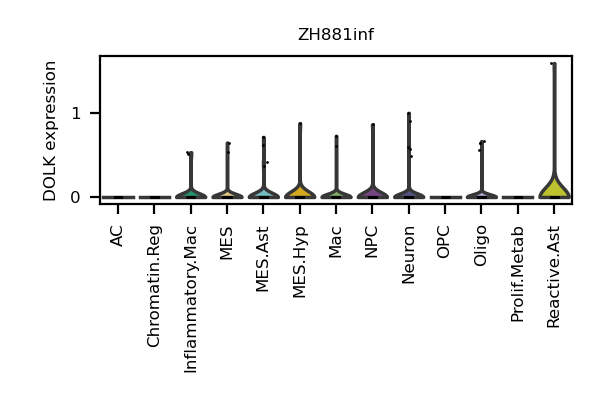 ZH881inf
DOLK expression
1
0
AC
Chromatin.Reg
Inflammatory.Mac
MES
MES.Ast
MES.Hyp
Mac
NPC
Neuron
OPC
Oligo
Prolif.Metab
Reactive.Ast